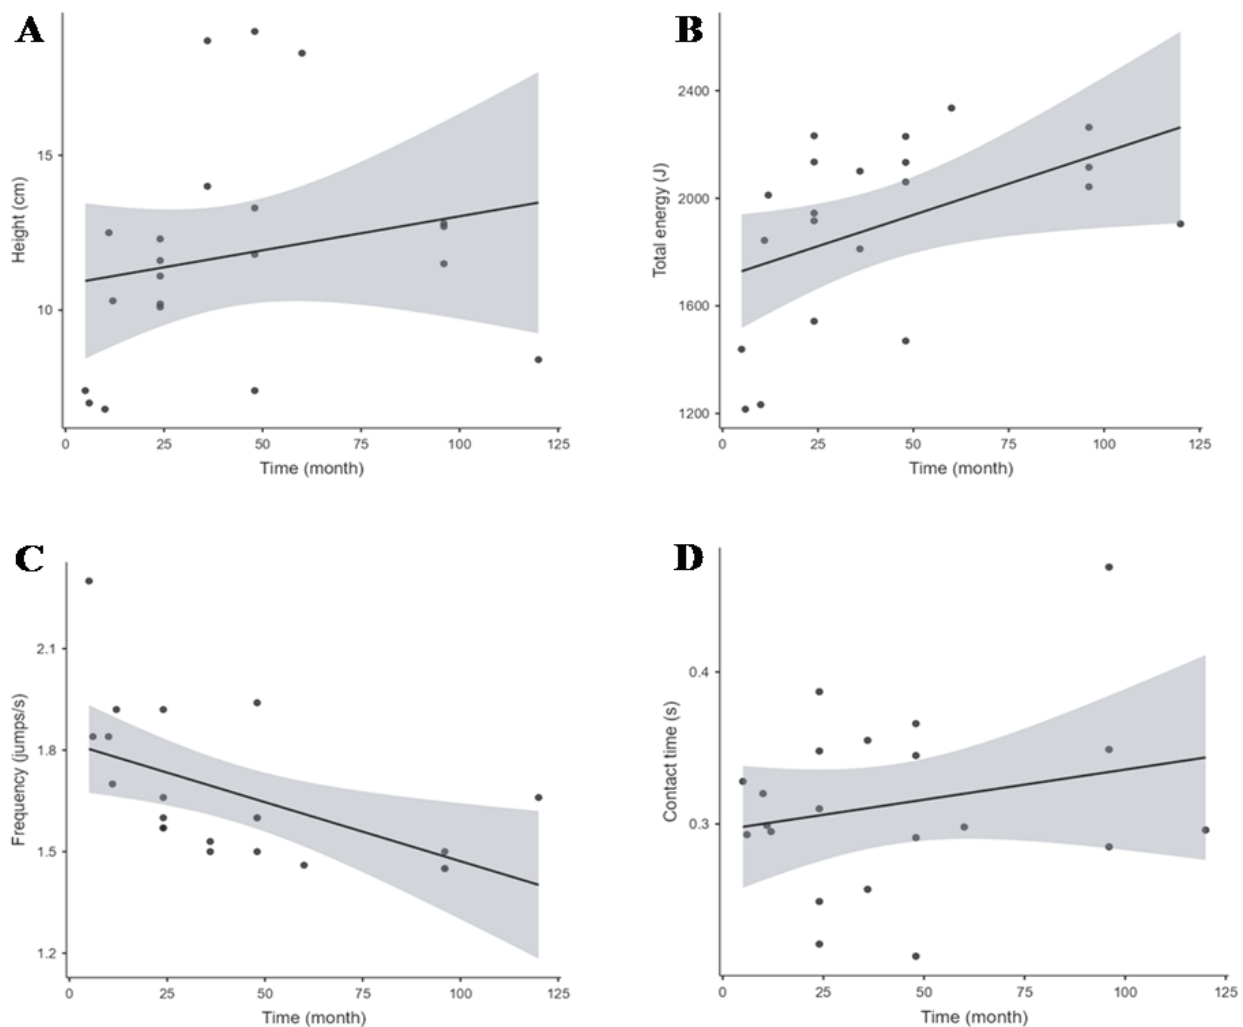 A
Height (cm)
15
10
0 25 50 75 100 125
Time (month)
B
Total energy (J)
2400
2000
1600
1200
0 25 50 75 100 125
Time (month)
C
Frequency (jumps/s)
2.1
1.8
1.5
1.2
0 25 50 75 100 125
Time (month)
D
Contact time (s)
0.4
0.3
0 25 50 75 100 125
Time (month)